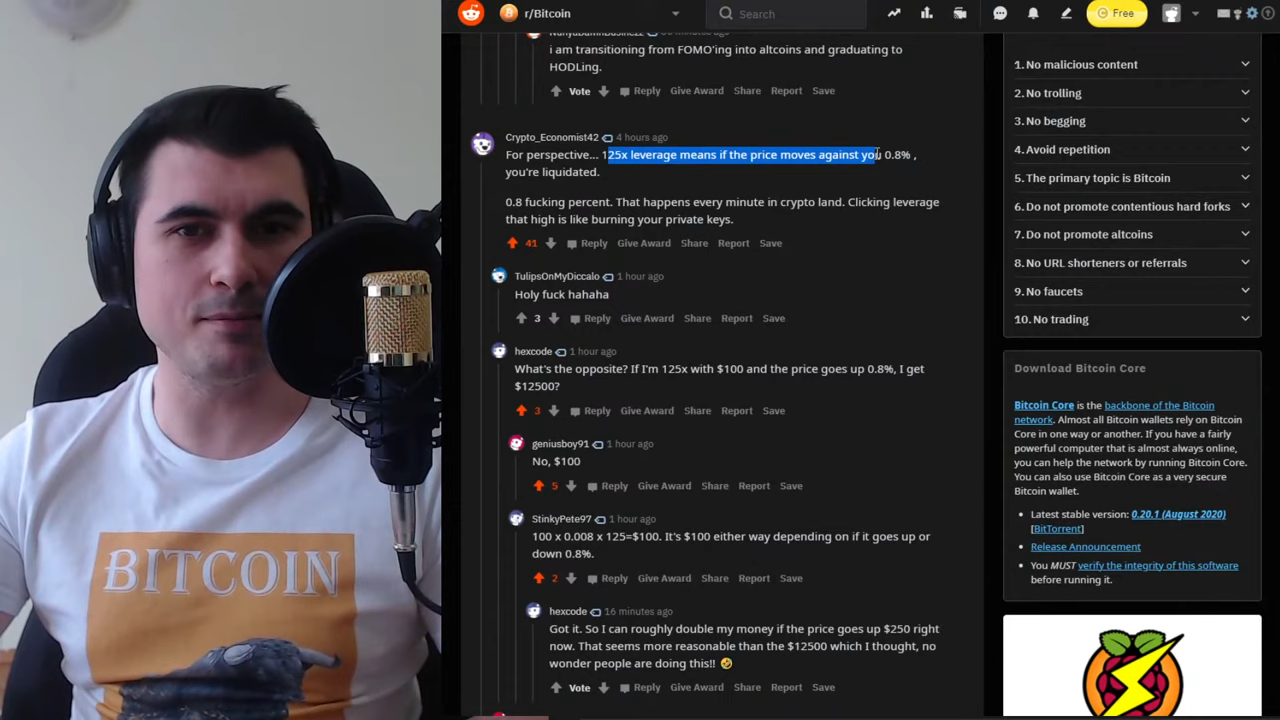 r/Bitcoin
Search
Free
i am transitioning from FOMO'ing into altcoins and graduating to
HODLing.
Vote Reply Give Award Share Report Save
Crypto_Economist42 4 hours ago
For perspective... 125x leverage means if the price moves against you 0.8% ,
you're liquidated.
0.8 fucking percent. That happens every minute in crypto land. Clicking leverage
that high is like burning your private keys.
41 Reply Give Award Share Report Save
TulipsOnMyDiccalo 1 hour ago
Holy fuck hahaha
3 Reply Give Award Share Report Save
hexcode 1 hour ago
What's the opposite? If I'm 125x with $100 and the price goes up 0.8%, I get
$12500?
3 Reply Give Award Share Report Save
geniusboy91 1 hour ago
No, $100
5 Reply Give Award Share Report Save
StinkyPete97 1 hour ago
100 x 0.008 x 125=$100. It's $100 either way depending on if it goes up or
down 0.8%.
2 Reply Give Award Share Report Save
hexcode 16 minutes ago
Got it. So I can roughly double my money if the price goes up $250 right
now. That seems more reasonable than the $12500 which I thought, no
wonder people are doing this!! 🤣
Vote Reply Give Award Share Report Save
1. No malicious content
2. No trolling
3. No begging
4. Avoid repetition
5. The primary topic is Bitcoin
6. Do not promote contentious hard forks
7. Do not promote altcoins
8. No URL shorteners or referrals
9. No faucets
10. No trading
Download Bitcoin Core
Bitcoin Core is the backbone of the Bitcoin
network. Almost all Bitcoin wallets rely on Bitcoin
Core in one way or another. If you have a fairly
powerful computer that is almost always online,
you can help the network by running Bitcoin Core.
You can also use Bitcoin Core as a very secure
Bitcoin wallet.
Latest stable version: 0.20.1 (August 2020)
[BitTorrent]
Release Announcement
You MUST verify the integrity of this software
before running it.
BITCOIN